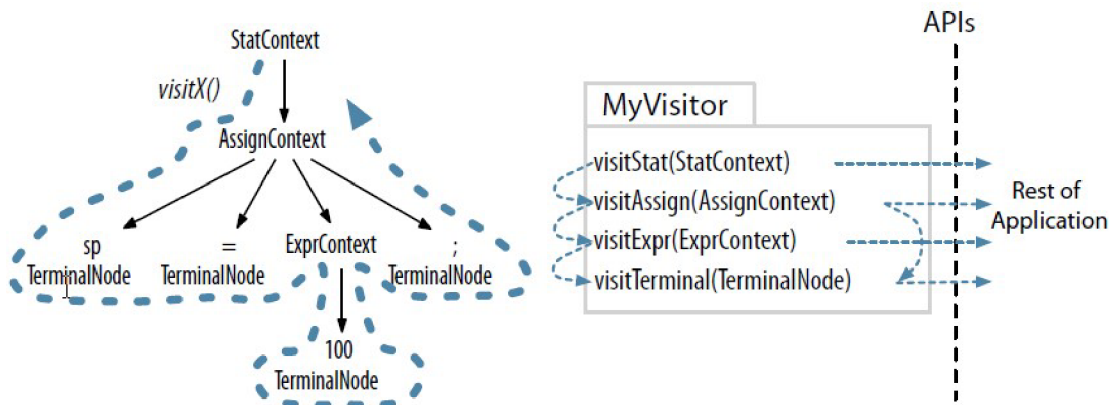 StatContext
visitX()
AssignContext
sp
TerminalNode
=
TerminalNode
ExprContext
;
TerminalNode
100
TerminalNode
MyVisitor
visitStat(StatContext)
visitAssign(AssignContext)
visitExpr(ExprContext)
visitTerminal(TerminalNode)
APIs
Rest of
Application